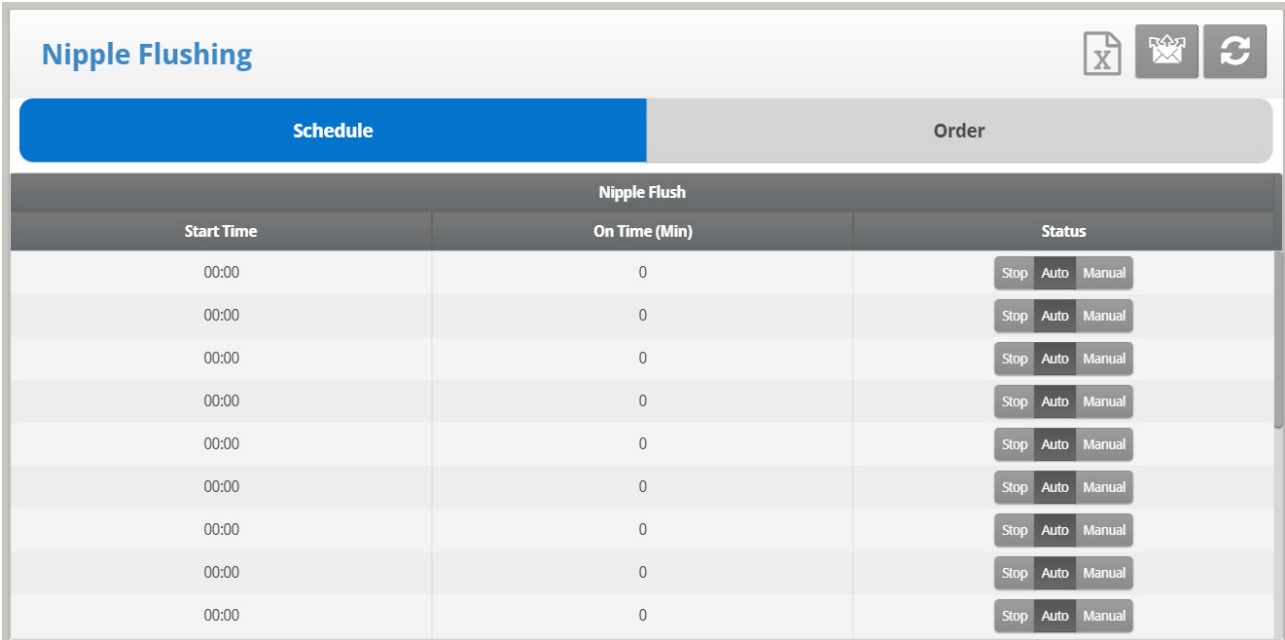 Nipple Flushing
X
Schedule Order
Nipple Flush
Start Time On Time (Min) Status
00:00 0 Stop Auto Manual
00:00 0 Stop Auto Manual
00:00 0 Stop Auto Manual
00:00 0 Stop Auto Manual
00:00 0 Stop Auto Manual
00:00 0 Stop Auto Manual
00:00 0 Stop Auto Manual
00:00 0 Stop Auto Manual
00:00 0 Stop Auto Manual